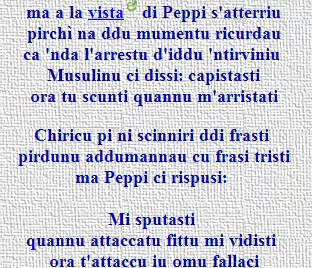 ma a la vista di Peppi s'atterriu
pirchì na ddu mumentu ricurdau
ca 'nda l'arrestu d'iddu 'ntirviniu
Musulinu ci dissi: capistasti
ora tu scunti quannu m'arristati

Chiricu pi ni scinniri ddi frasti
pirdunu addumannau cu frasi tristi
ma Peppi ci rispusi:

Mi sputasti
quannu attaccatu fittu mi vidisti
ora t'attaccu iu omu fallaci